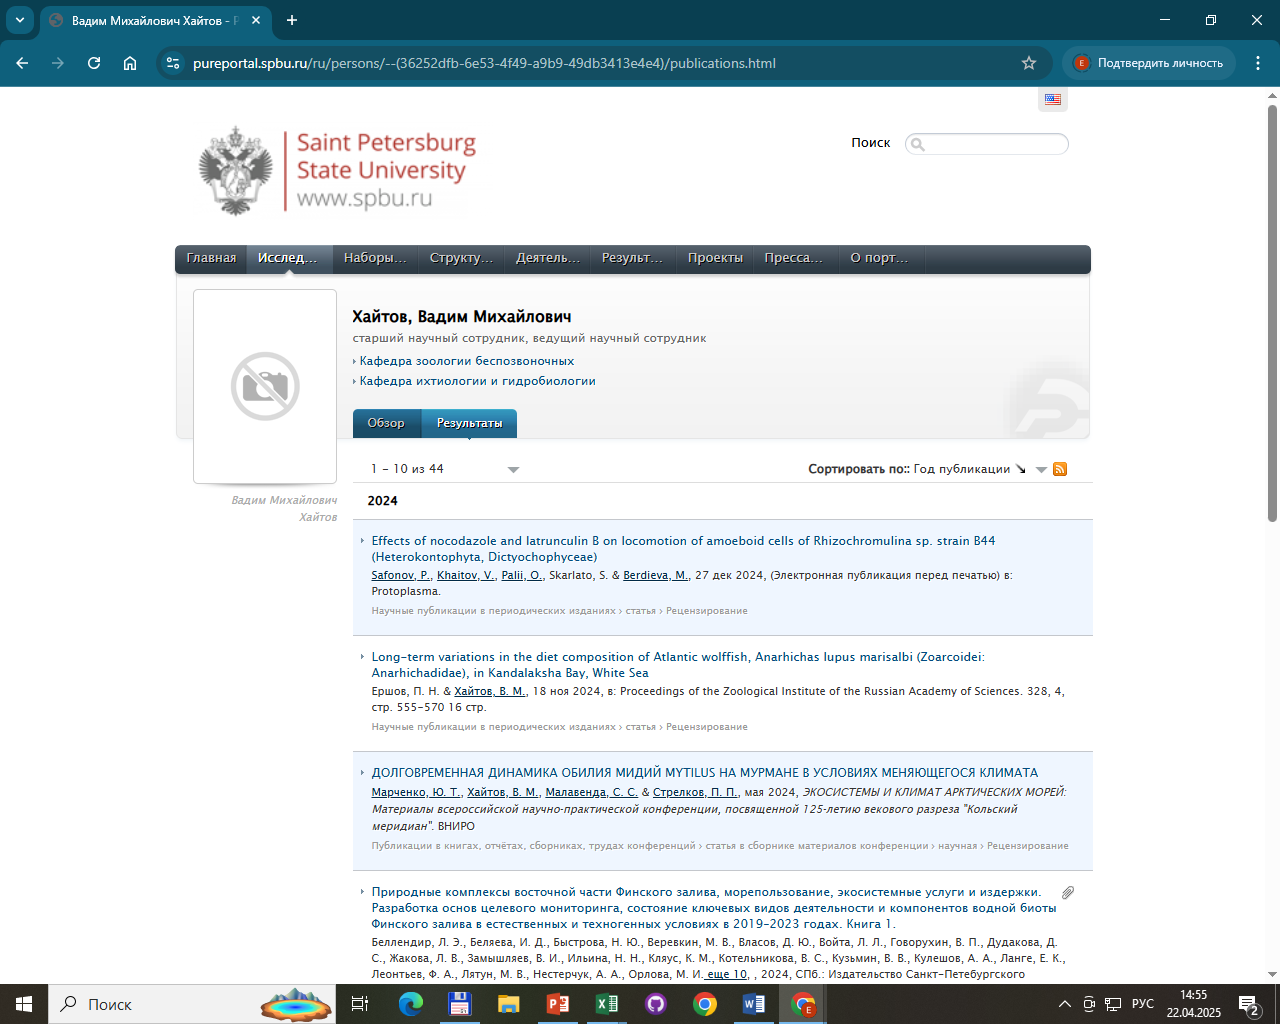 Вадим Михайлович Хайтов - P
pureportal.spbu.ru/ru/persons/--(36252dfb-6e53-4f49-a9b9-49db3413e4e4)/publications.html
E
Подтвердить личность
Saint Petersburg
State University
www.spbu.ru
Поиск
Главная Исслед... Наборы... Структу... Деятель... Результ... Проекты Пресса... О порт...
Хайтов, Вадим Михайлович
старший научный сотрудник, ведущий научный сотрудник
Кафедра зоологии беспозвоночных
Кафедра ихтиологии и гидробиологии
Обзор Результаты
Вадим Михайлович
Хайтов
1 - 10 из 44
Сортировать по:: Год публикации
2024
Effects of nocodazole and latrunculin B on locomotion of amoeboid cells of Rhizochromulina sp. strain B44
(Heterokontophyta, Dictyochophyceae)
Safonov, P., Khaitov, V., Palii, O., Skarlato, S. & Berdieva, M., 27 дек 2024, (Электронная публикация перед печатью) в:
Protoplasma.
Научные публикации в периодических изданиях › статья › Рецензирование
Long-term variations in the diet composition of Atlantic wolffish, Anarhichas lupus marisalbi (Zoarcoidei:
Anarhichadidae), in Kandalaksha Bay, White Sea
Ершов, П. Н. & Хайтов, В. М., 18 ноя 2024, в: Proceedings of the Zoological Institute of the Russian Academy of Sciences. 328, 4,
стр. 555-570 16 стр.
Научные публикации в периодических изданиях › статья › Рецензирование
ДОЛГОВРЕМЕННАЯ ДИНАМИКА ОБИЛИЯ МИДИЙ MYTILUS НА МУРМАНЕ В УСЛОВИЯХ МЕНЯЮЩЕГОСЯ КЛИМАТА
Марченко, Ю. Т., Хайтов, В. М., Малавенда, С. С. & Стрелков, П. П., мая 2024, ЭКОСИСТЕМЫ И КЛИМАТ АРКТИЧЕСКИХ МОРЕЙ:
Материалы всероссийской научно-практической конференции, посвященной 125-летию векового разреза "Кольский
меридиан". ВНИРО
Публикации в книгах, отчётах, сборниках, трудах конференций › статья в сборнике материалов конференции › научная › Рецензирование
Природные комплексы восточной части Финского залива, морепользование, экосистемные услуги и издержки.
Разработка основ целевого мониторинга, состояние ключевых видов деятельности и компонентов водной биоты
Финского залива в естественных и техногенных условиях в 2019-2023 годах. Книга 1.
Беллендир, Л. Э., Беляева, И. Д., Быстрова, Н. Ю., Веревкин, М. В., Власов, Д. Ю., Войта, Л. Л., Говорухин, В. П., Дудакова, Д.
С., Жакова, Л. В., Замышляев, В. И., Ильина, Н. Н., Кляус, К. М., Котельникова, В. С., Кузьмин, В. В., Кулешов, А. А., Ланге, Е. К.,
Леонтьев, Ф. А., Лятун, М. В., Нестерчук, А. А., Орлова, М. И. еще 10, , 2024, СПб.: Издательство Санкт-Петебургского
Поиск
РУС
14:55
22.04.2025
2